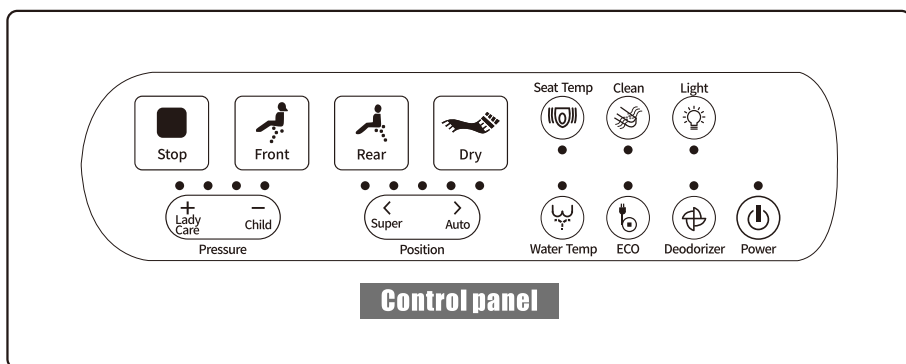 Seat Temp Clean Light
Stop Front Rear Dry
+ − < >
Lady
Care Child Super Auto
Pressure Position Water Temp ECO Deodorizer Power
Control panel